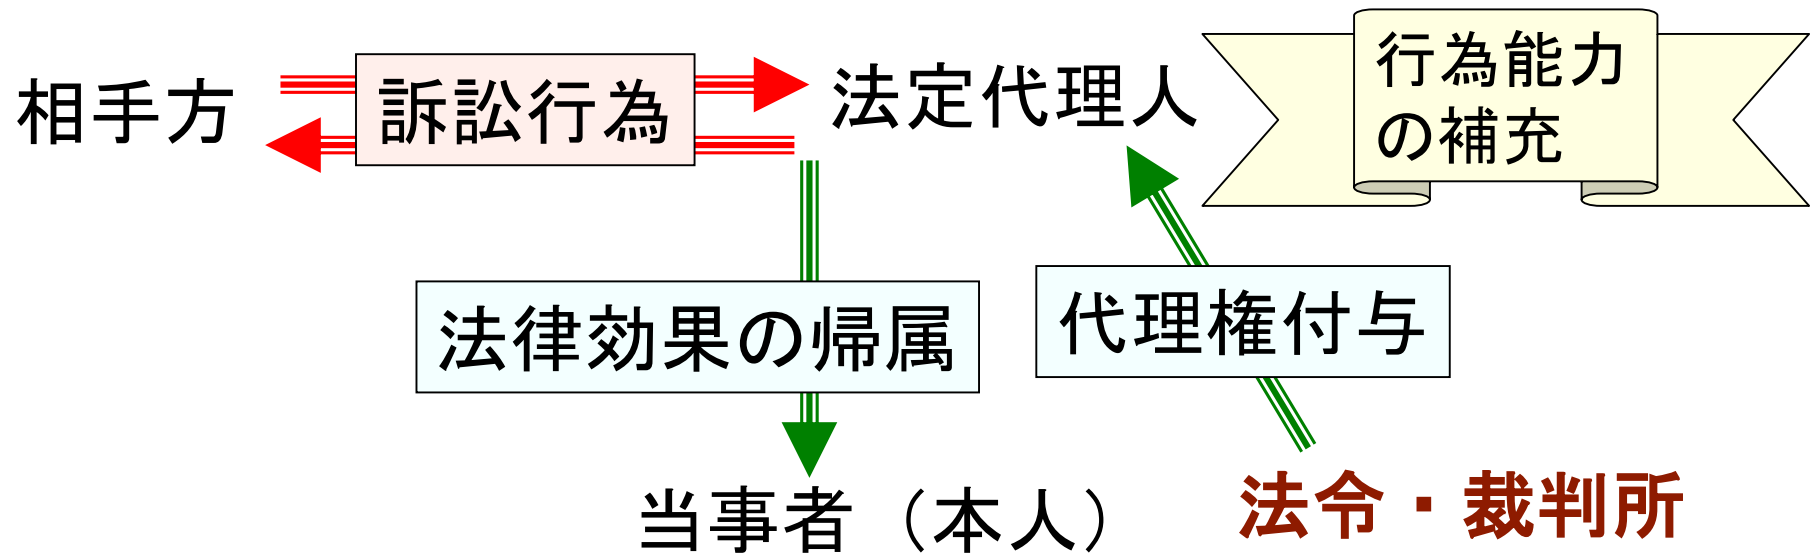 相手方
訴訟行為
法定代理人
行為能力
の補充
法律効果の帰属
代理権付与
当事者（本人）
法令・裁判所